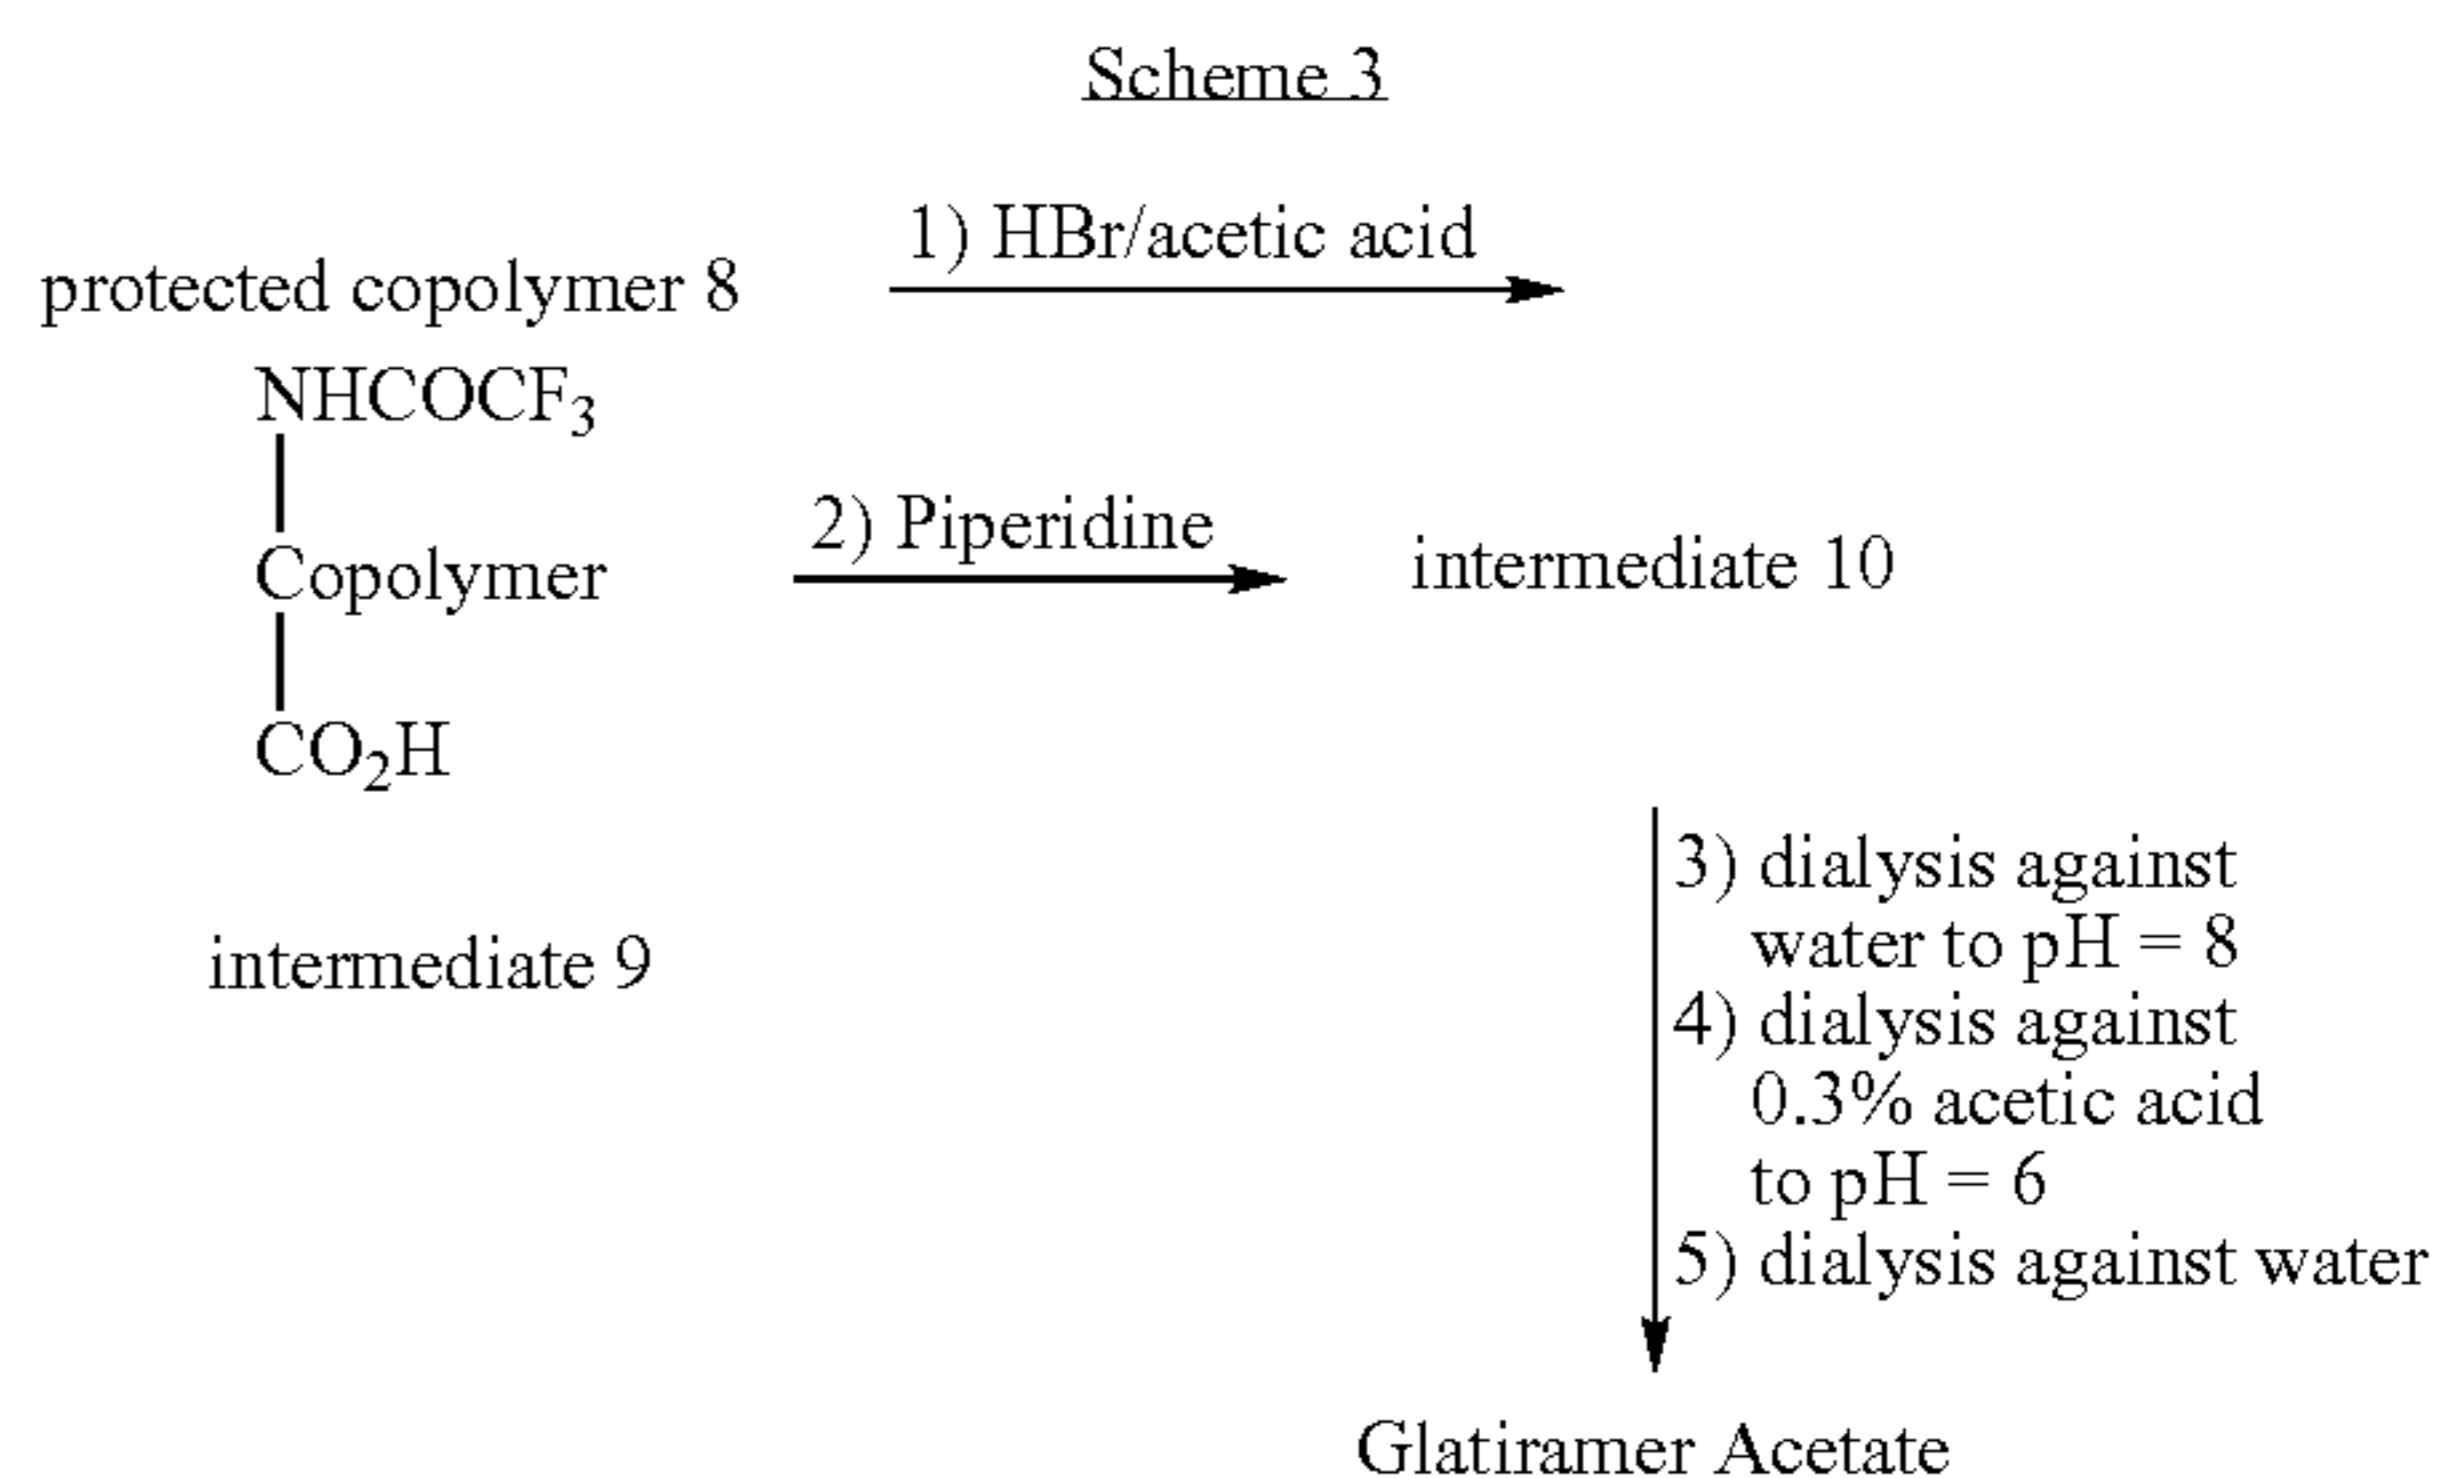 Scheme 3
protected copolymer 8
1) HBr/acetic acid
NHCOCF3
Copolymer
CO2H
intermediate 9
2) Piperidine
intermediate 10
3) dialysis against
water to pH = 8
4) dialysis against
0.3% acetic acid
to pH = 6
5) dialysis against water
Glatiramer Acetate